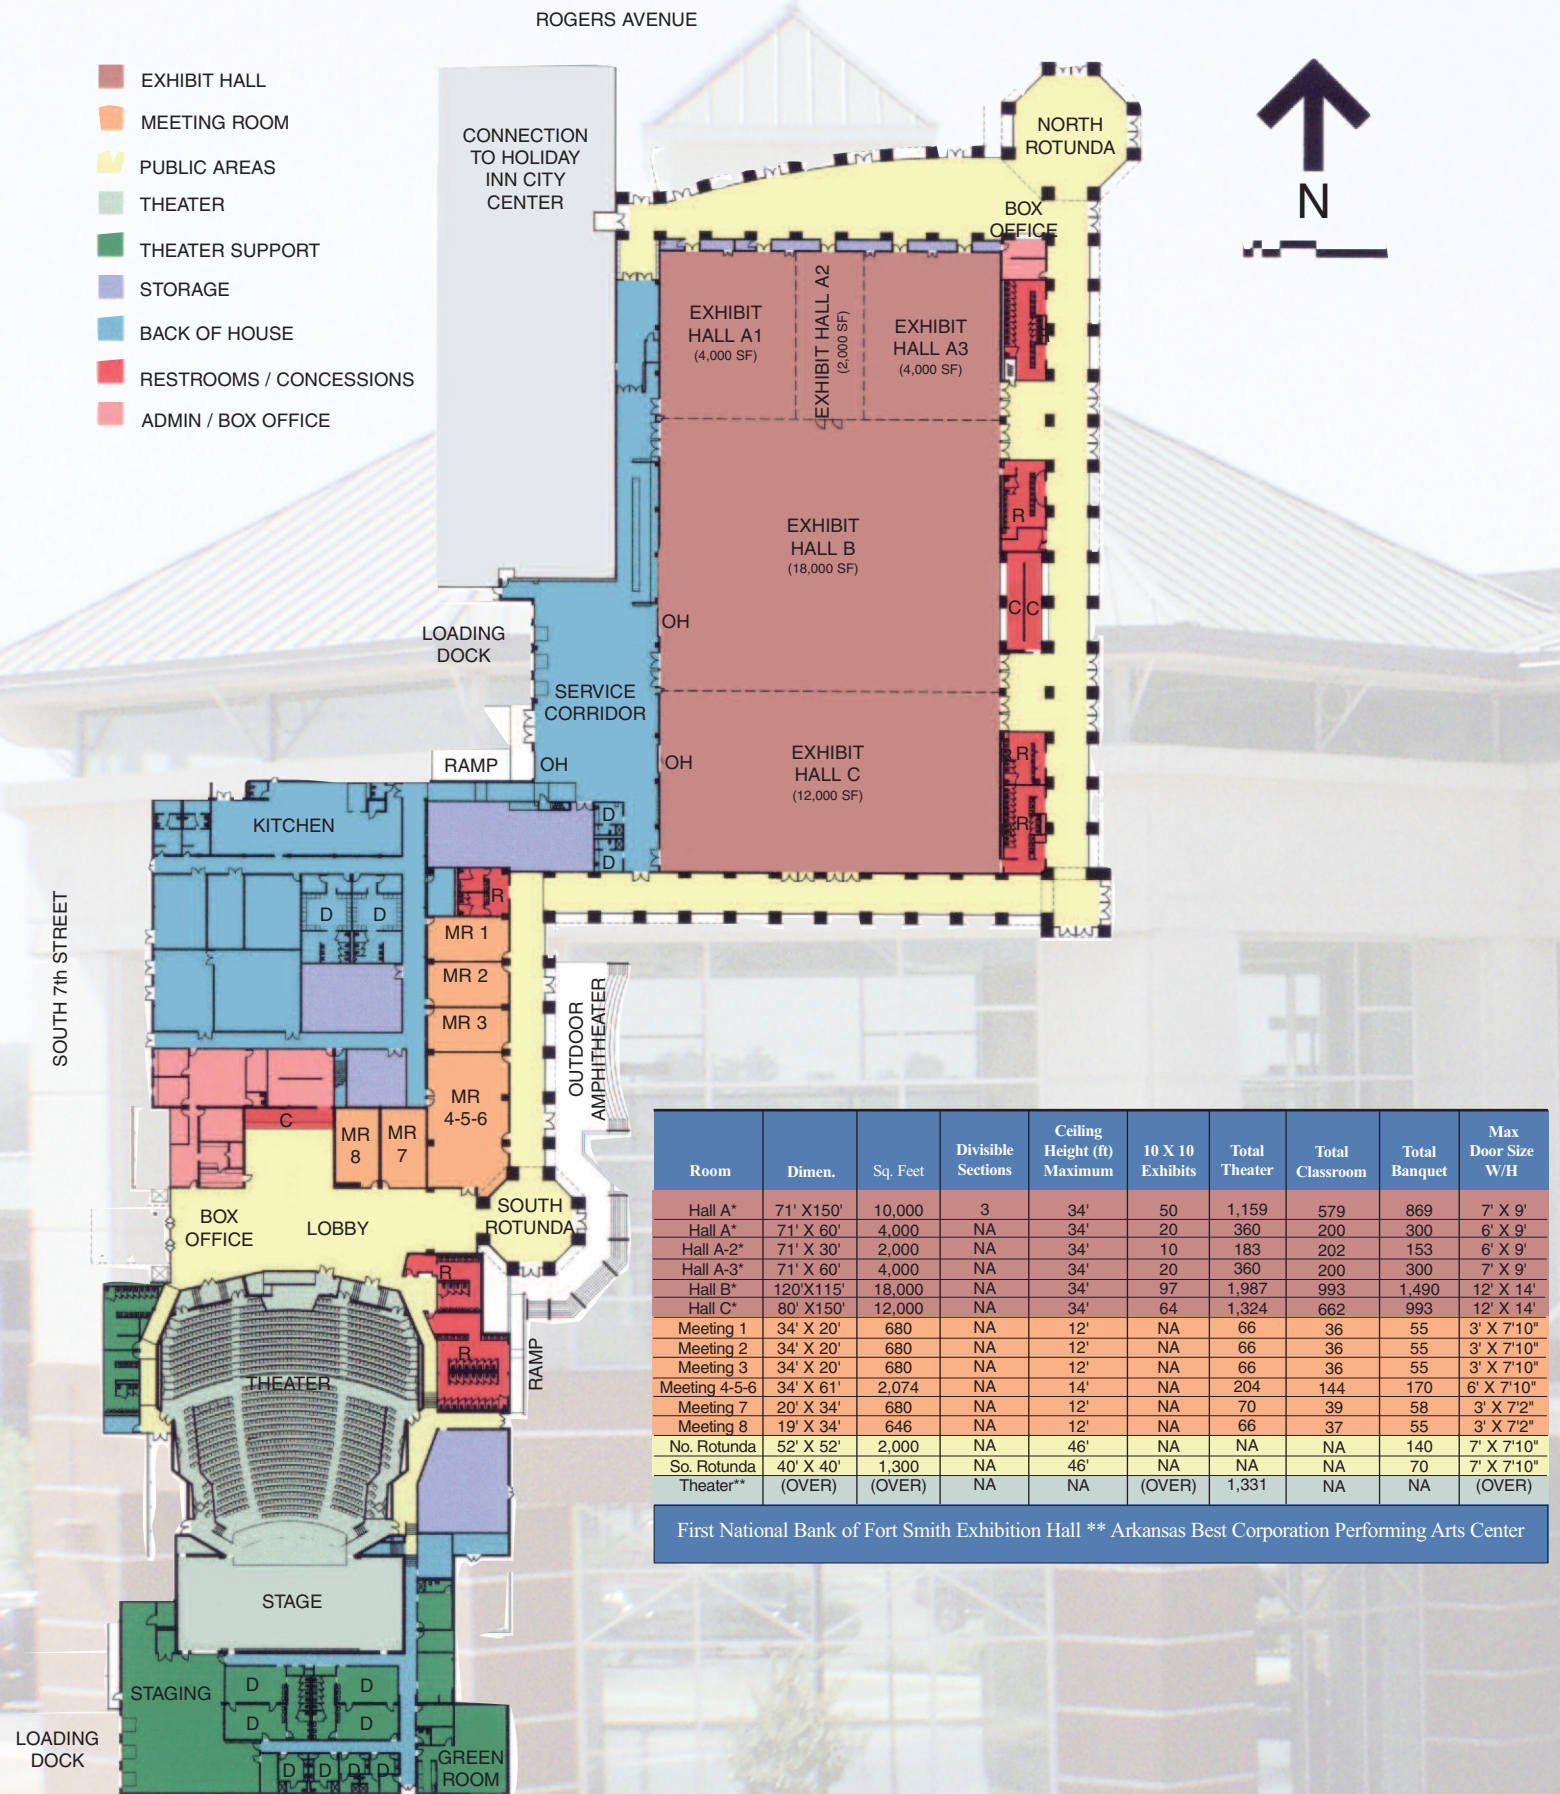 ROGERS AVENUE
EXHIBIT HALL
MEETING ROOM
PUBLIC AREAS
THEATER
THEATER SUPPORT
STORAGE
BACK OF HOUSE
RESTROOMS / CONCESSIONS
ADMIN / BOX OFFICE
CONNECTION
TO HOLIDAY
INN CITY
CENTER
NORTH
ROTUNDA
N
BOX
OFFICE
EXHIBIT
HALL A1
(4,000 SF)
EXHIBIT HALL A2
(2,000 SF)
EXHIBIT
HALL A3
(4,000 SF)
EXHIBIT
HALL B
(18,000 SF)
R
C C
OH
LOADING
DOCK
SERVICE
CORRIDOR
EXHIBIT
HALL C
(12,000 SF)
RAMP
OH
OH
R
R
KITCHEN
D
D
R
D
D
MR 1
MR 2
MR 3
MR
4-5-6
SOUTH 7th STREET
OUTDOOR
AMPHITHEATER
C
MR
8
MR
7
BOX
OFFICE
LOBBY
SOUTH
ROTUNDA
R
R
RAMP
THEATER
STAGE
STAGING
D
D
D
D
LOADING
DOCK
D
D
D
D
GREEN
ROOM
Room Dimen. Sq. Feet Divisible Sections Ceiling Height (ft) Maximum 10 X 10 Exhibits Total Theater Total Classroom Total Banquet Max Door Size W/H
Hall A* 71' X150' 10,000 3 34' 50 1,159 579 869 7' X 9'
Hall A* 71' X 60' 4,000 NA 34' 20 360 200 300 6' X 9'
Hall A-2* 71' X 30' 2,000 NA 34' 10 183 202 153 6' X 9'
Hall A-3* 71' X 60' 4,000 NA 34' 20 360 200 300 7' X 9'
Hall B* 120'X115' 18,000 NA 34' 97 1,987 993 1,490 12' X 14'
Hall C* 80' X150' 12,000 NA 34' 64 1,324 662 993 12' X 14'
Meeting 1 34' X 20' 680 NA 12' NA 66 36 55 3' X 7'10"
Meeting 2 34' X 20' 680 NA 12' NA 66 36 55 3' X 7'10"
Meeting 3 34' X 20' 680 NA 12' NA 66 36 55 3' X 7'10"
Meeting 4-5-6 34' X 61' 2,074 NA 14' NA 204 144 170 6' X 7'10"
Meeting 7 20' X 34' 680 NA 12' NA 70 39 58 3' X 7'2"
Meeting 8 19' X 34' 646 NA 12' NA 66 37 55 3' X 7'2"
No. Rotunda 52' X 52' 2,000 NA 46' NA NA NA 140 7' X 7'10"
So. Rotunda 40' X 40' 1,300 NA 46' NA NA NA 70 7' X 7'10"
Theater** (OVER) (OVER) NA NA (OVER) 1,331 NA NA (OVER)
First National Bank of Fort Smith Exhibition Hall ** Arkansas Best Corporation Performing Arts Center